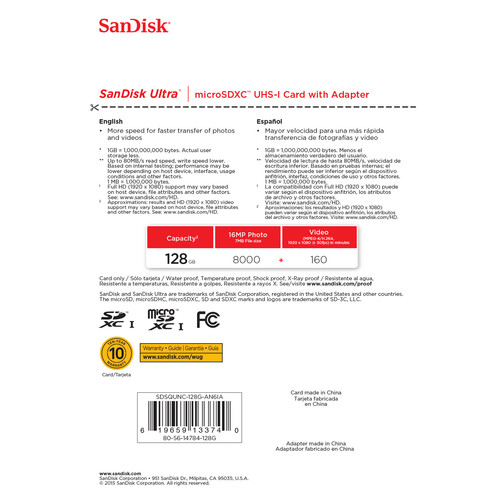 SanDisk®
SanDisk Ultra® microSDXC™ UHS-I Card with Adapter
English
• More speed for faster transfer of photos
and videos
* 1GB = 1,000,000,000 bytes. Actual user
storage less.
** Up to 80MB/s read speed, write speed lower.
Based on internal testing; performance may be
lower depending on host device, interface, usage
conditions and other factors.
1 MB = 1,000,000 bytes.
† Full HD (1920 x 1080) support may vary based
on host device, file attributes and other factors.
See: www.sandisk.com/HD.
‡ Approximations: results and HD (1920 x 1080) video
support may vary based on host device, file attributes
and other factors. See: www.sandisk.com/HD.
Español
• Mayor velocidad para una más rápida
transferencia de fotografías y video
* 1GB = 1,000,000,000 bytes. Menos el
almacenamiento verdadero del usuario.
** Velocidad de lectura de hasta 80MB/s, velocidad de
escritura inferior. Basado en pruebas internas; el
rendimiento puede ser inferior según el dispositivo
anfitrión, interfaz, condiciones de uso y otros factores.
1 MB = 1,000,000 bytes.
† La compatibilidad con Full HD (1920 x 1080) puede
variar según el dispositivo anfitrión, los atributos
de archivo y otros factores.
Visite: www.sandisk.com/HD.
‡ Aproximaciones: los resultados y HD (1920 x 1080)
pueden variar según el dispositivo anfitrión, los atributos
del archivo y otros factores. Visite: www.sandisk.com/HD.
Capacity‡ 16MP Photo Video
7MB File size (MPEG-4/H.264,
1920 x 1080 @ 30fps) in minutes
128GB 8000 + 160
Card only / Sólo tarjeta / Water proof, Temperature proof, Shock proof, X-Ray proof / Resistente al agua,
Resistente a temperaturas, Resistente a golpes, Resistente a rayos X. See/visite www.sandisk.com/proof
SanDisk and SanDisk Ultra are trademarks of SanDisk Corporation, registered in the United States and other countries.
The microSD, microSDHC, microSDXC, SD and SDXC marks and logos are trademarks of SD-3C, LLC.
SD XC I micro SD XC I FC
10
Warranty • Guide | Garantía • Guía
www.sandisk.com/wug
Card/Tarjeta
SDSQUNC-128G-AN6IA
6 19659 13374 0
80-56-14784-128G
Card made in China
Tarjeta fabricada
en China
Adapter made in China
Adaptador fabricado
en China
www.sandisk.com
SanDisk Corporation • 951 SanDisk Dr., Milpitas, CA 95035, U.S.A.
© 2015 SanDisk Corporation. All rights reserved.